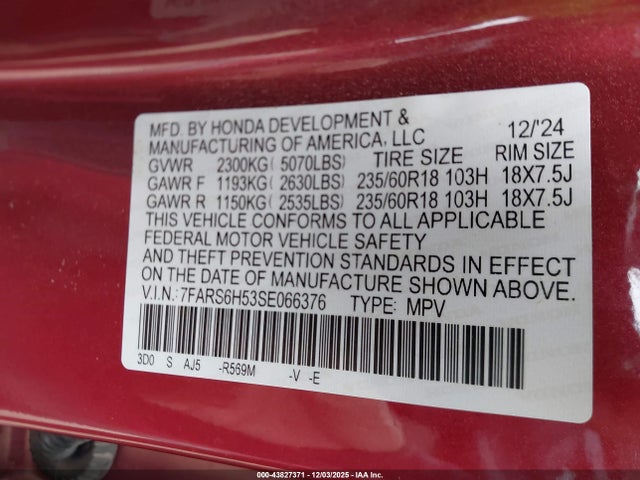 MFD. BY HONDA DEVELOPMENT &
MANUFACTURING OF AMERICA, LLC 12/'24
GVWR 2300KG ( 5070LBS) TIRE SIZE RIM SIZE
GAWR F 1193KG ( 2630LBS) 235/60R18 103H 18X7.5J
GAWR R 1150KG ( 2535LBS) 235/60R18 103H 18X7.5J
THIS VEHICLE CONFORMS TO ALL APPLICABLE
FEDERAL MOTOR VEHICLE SAFETY
AND THEFT PREVENTION STANDARDS IN EFFECT
ON THE DATE OF MANUFACTURE SHOWN ABOVE.
V.I.N.:7FARS6H53SE066376 TYPE: MPV
3D0 S AJ5 -R569M -V -E
000-43827371 - 12/03/2025 - IAA Inc.